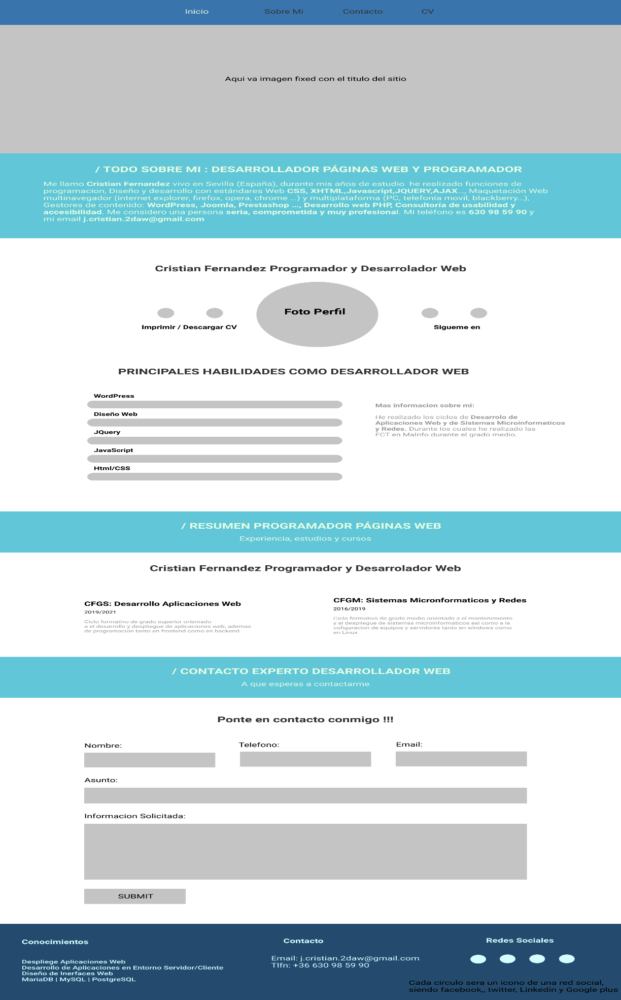 Inicio
Sobre Mi
Contacto
CV
Aqui va imagen fixed con el titulo del sitio
/ TODO SOBRE MI : DESARROLLADOR PÁGINAS WEB Y PROGRAMADOR
Me llamo Cristian Fernandez vivo en Sevilla (España), durante mis años de estudio he realizado funciones de
programacion, Diseño y desarrollo con estándares Web CSS, XHTML,Javascript,JQUERY,AJAX..., Maquetación Web
multinavegador (internet explorer, firefox, opera, chrome ...) y multiplataforma (PC, telefonía movil, blackberry...),
Gestores de contenido: WordPress, Joomla, Prestashop ..., Desarrollo web PHP, Consultoría de usabilidad y
accesibilidad. Me considero una persona seria, comprometida y muy profesional. Mi teléfono es 630 98 59 90 y
mi email j.cristian.2daw@gmail.com
Cristian Fernandez Programador y Desarrolador Web
Foto Perfil
Imprimir / Descargar CV
Sigueme en
PRINCIPALES HABILIDADES COMO DESARROLLADOR WEB
WordPress
Diseño Web
JQuery
JavaScript
Html/CSS
Mas informacion sobre mi:
He realizado los ciclos de Desarrolo de
Aplicaciones Web y de Sistemas Microinformaticos
y Redes. Durante los cuales he realizado las
FCT en MaInfo durante el grado medio.
/ RESUMEN PROGRAMADOR PÁGINAS WEB
Experiencia, estudios y cursos
Cristian Fernandez Programador y Desarrolador Web
CFGS: Desarrollo Aplicaciones Web
2019/2021
Ciclo formativo de grado superior orientado
a el desarrollo y despliegue de aplicaciones web, ademas
de programacion tanto en frontend como en backend
CFGM: Sistemas Micronformaticos y Redes
2016/2019
Ciclo formativo de grado medio orientado a el mantenimiento
y al despliegue de sistemas microinformaticos asi como a la
cofiguracion de equipos y servidores tanto en windows como
en Linux
/ CONTACTO EXPERTO DESARROLLADOR WEB
A que esperas a contactarme
Ponte en contacto conmigo !!!
Nombre:
Telefono:
Email:
Asunto:
Informacion Solicitada:
SUBMIT
Conocimientos
Despliege Aplicaciones Web
Desarrollo de Aplicaciones en Entorno Servidor/Cliente
Diseño de Inerfaces Web
MariaDB | MySQL | PostgreSQL
Contacto
Email: j.cristian.2daw@gmail.com
Tlfn: +36 630 98 59 90
Redes Sociales
Cada circulo sera un icono de una red social,
siendo facebook,, twitter, Linkedin y Google plus